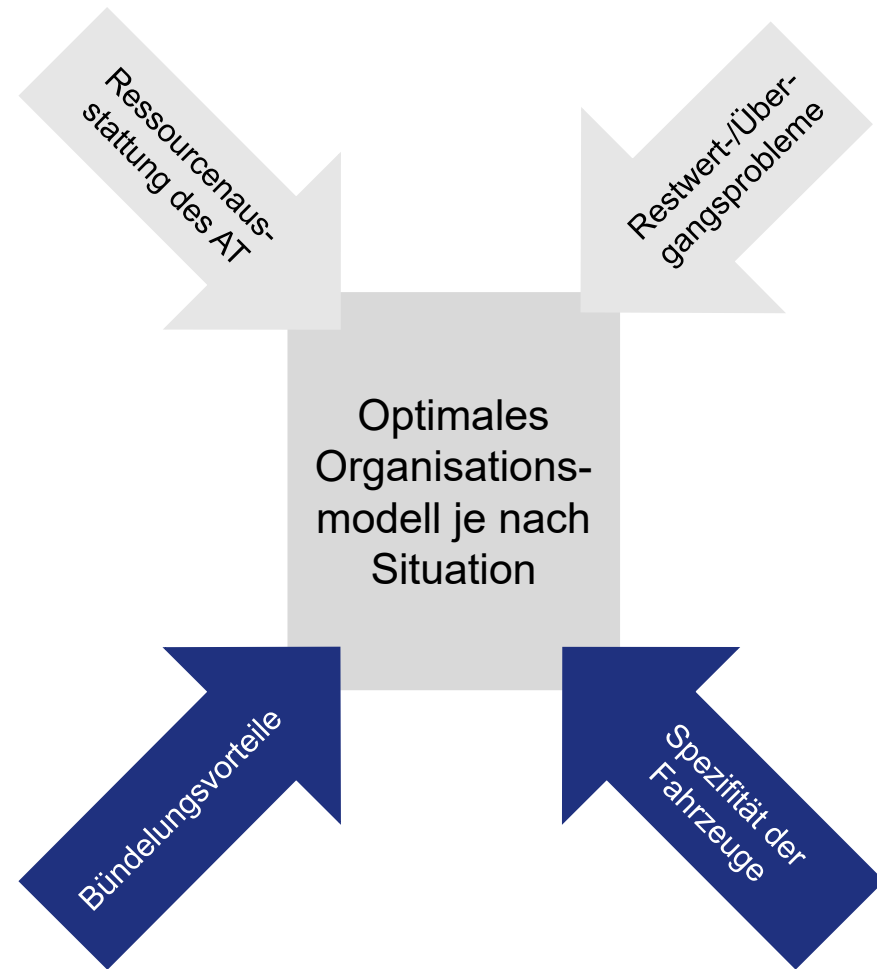 Ressourcenaus-
stattung des AT
Restwert-/Über-
gangsprobleme
Optimales
Organisations-
modell je nach
Situation
Bündelungsvorteile
Spezifität der
Fahrzeuge